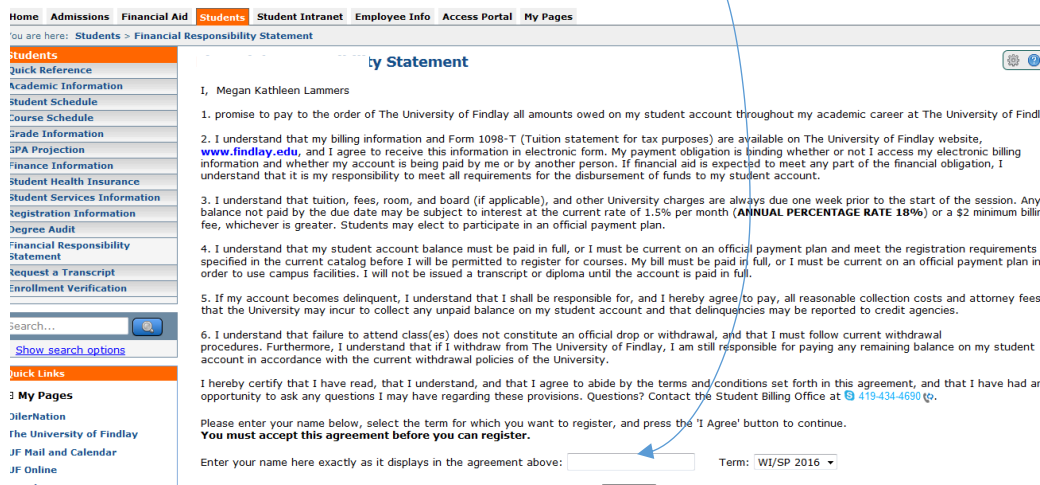 Home Admissions Financial Aid Students Student Intranet Employee Info Access Portal My Pages
You are here: Students > Financial Responsibility Statement
Students
Quick Reference
Academic Information
Student Schedule
Course Schedule
Grade Information
GPA Projection
Finance Information
Student Health Insurance
Student Services Information
Registration Information
Degree Audit
Financial Responsibility
Statement
Request a Transcript
Enrollment Verification
Search...
Show search options
Quick Links
My Pages
OilerNation
The University of Findlay
UF Mail and Calendar
UF Online
ty Statement
I, Megan Kathleen Lammers
1. promise to pay to the order of The University of Findlay all amounts owed on my student account throughout my academic career at The University of Findl
2. I understand that my billing information and Form 1098-T (Tuition statement for tax purposes) are available on The University of Findlay website,
www.findlay.edu, and I agree to receive this information in electronic form. My payment obligation is binding whether or not I access my electronic billing
information and whether my account is being paid by me or by another person. If financial aid is expected to meet any part of the financial obligation, I
understand that it is my responsibility to meet all requirements for the disbursement of funds to my student account.
3. I understand that tuition, fees, room, and board (if applicable), and other University charges are always due one week prior to the start of the session. Any
balance not paid by the due date may be subject to interest at the current rate of 1.5% per month (ANNUAL PERCENTAGE RATE 18%) or a $2 minimum billin
fee, whichever is greater. Students may elect to participate in an official payment plan.
4. I understand that my student account balance must be paid in full, or I must be current on an official payment plan and meet the registration requirements
specified in the current catalog before I will be permitted to register for courses. My bill must be paid in full, or I must be current on an official payment plan in
order to use campus facilities. I will not be issued a transcript or diploma until the account is paid in full.
5. If my account becomes delinquent, I understand that I shall be responsible for, and I hereby agree to pay, all reasonable collection costs and attorney fees
that the University may incur to collect any unpaid balance on my student account and that delinquencies may be reported to credit agencies.
6. I understand that failure to attend class(es) does not constitute an official drop or withdrawal, and that I must follow current withdrawal
procedures. Furthermore, I understand that if I withdraw from The University of Findlay, I am still responsible for paying any remaining balance on my student
account in accordance with the current withdrawal policies of the University.
I hereby certify that I have read, that I understand, and that I agree to abide by the terms and conditions set forth in this agreement, and that I have had an
opportunity to ask any questions I may have regarding these provisions. Questions? Contact the Student Billing Office at 419-434-4690.
Please enter your name below, select the term for which you want to register, and press the 'I Agree' button to continue.
You must accept this agreement before you can register.
Enter your name here exactly as it displays in the agreement above: Term: WI/SP 2016